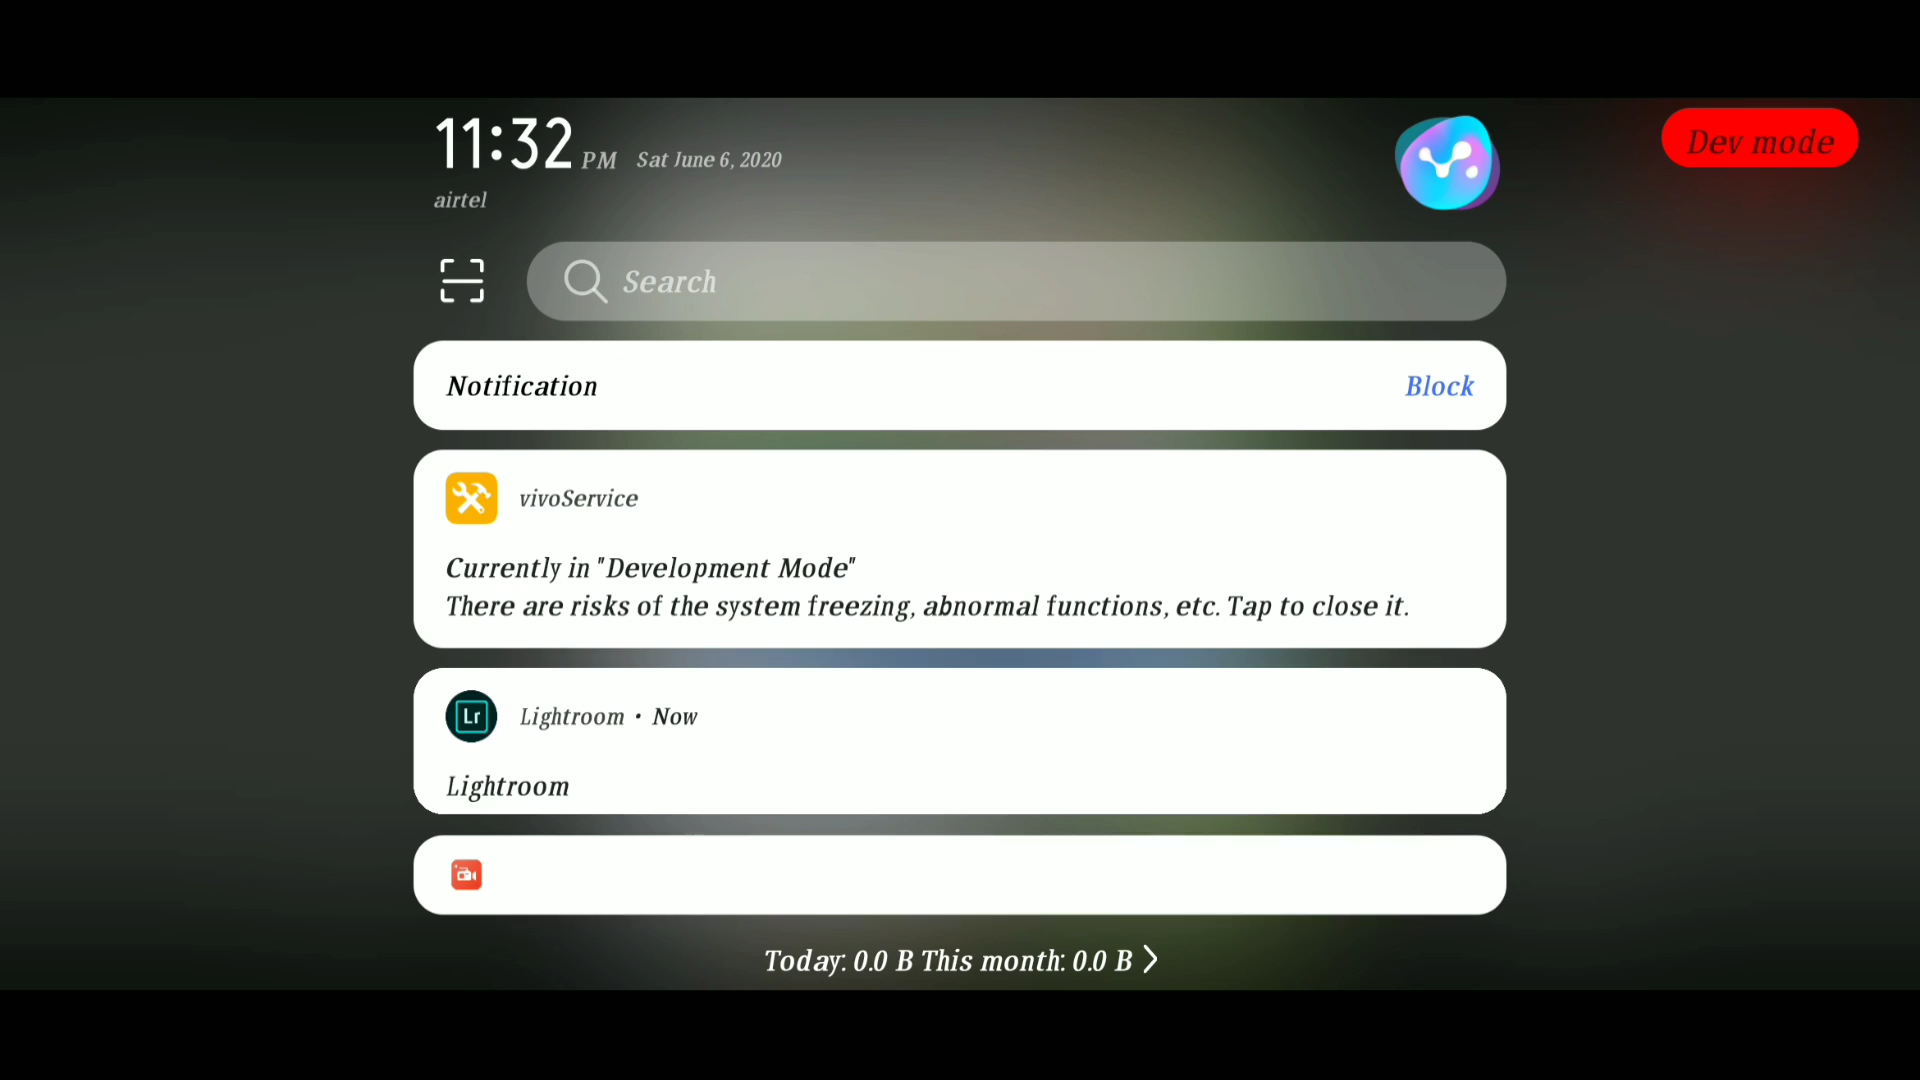 11:32 PM Sat June 6, 2020
Dev mode
airtel
Search
Notification Block
vivoService
Currently in "Development Mode"
There are risks of the system freezing, abnormal functions, etc. Tap to close it.
Lr Lightroom • Now
Lightroom
Today: 0.0 B This month: 0.0 B